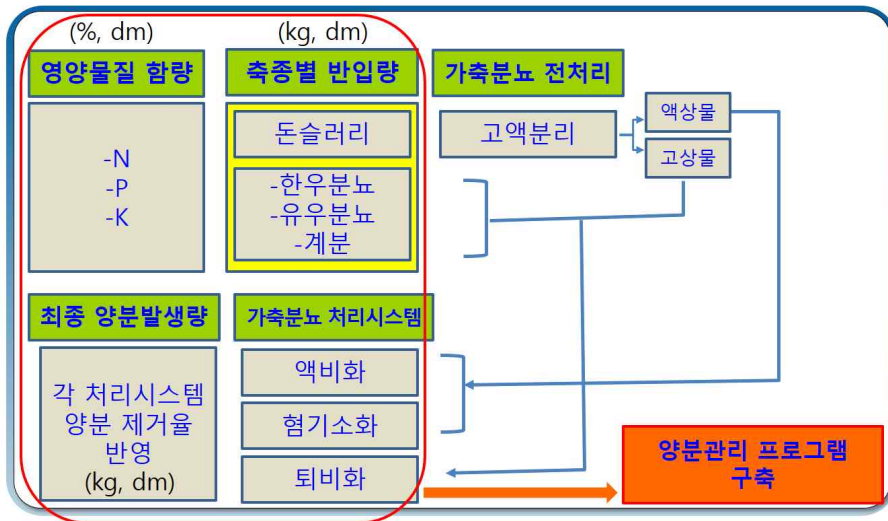 (%, dm)
(kg, dm)
영양물질 함량
축종별 반입량
가축분뇨 전처리
-N
-P
-K
돈슬러리
-한우분뇨
-유우분뇨
-계분
고액분리
액상물
고상물
최종 양분발생량
가축분뇨 처리시스템
각 처리시스템
양분 제거율
반영
(kg, dm)
액비화
혐기소화
퇴비화
양분관리 프로그램
구축